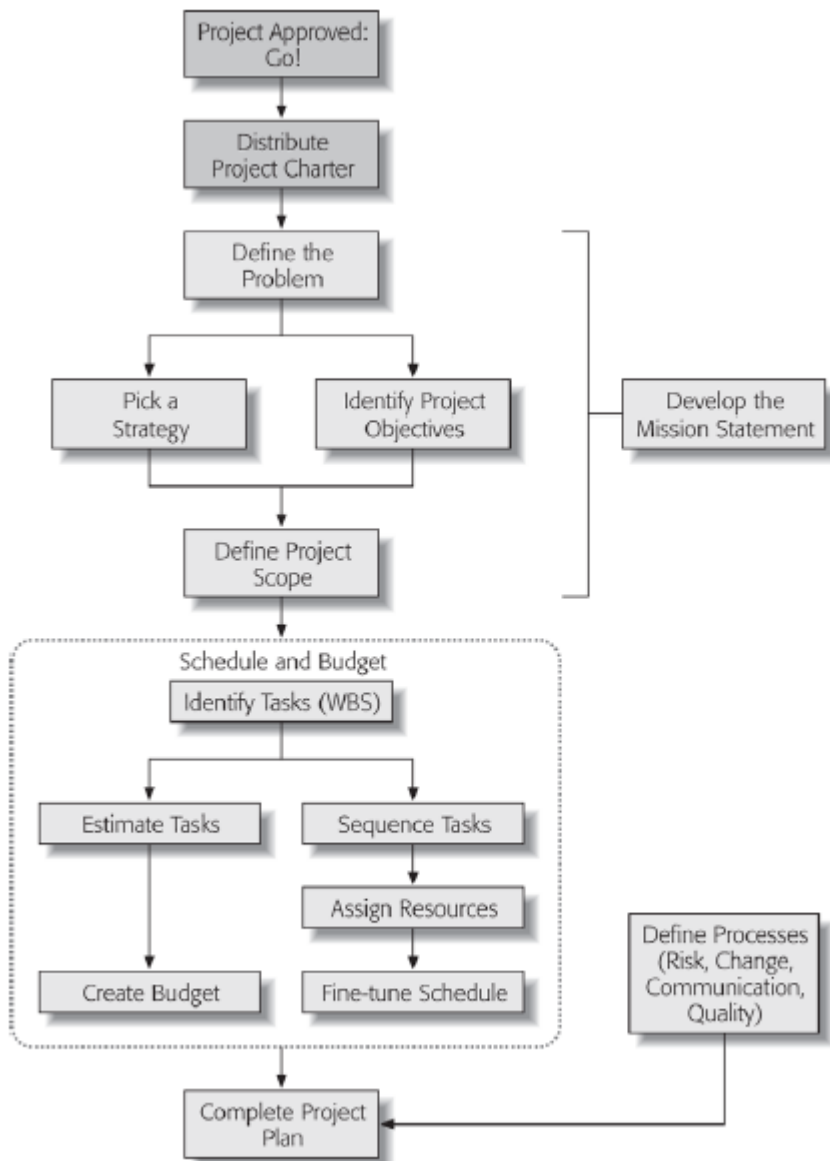 Project Approved:
Go!
Distribute
Project Charter
Define the
Problem
Pick a
Strategy
Identify Project
Objectives
Develop the
Mission Statement
Define Project
Scope
Schedule and Budget
Identify Tasks (WBS)
Estimate Tasks
Sequence Tasks
Assign Resources
Create Budget
Fine-tune Schedule
Define Processes
(Risk, Change,
Communication,
Quality)
Complete Project
Plan